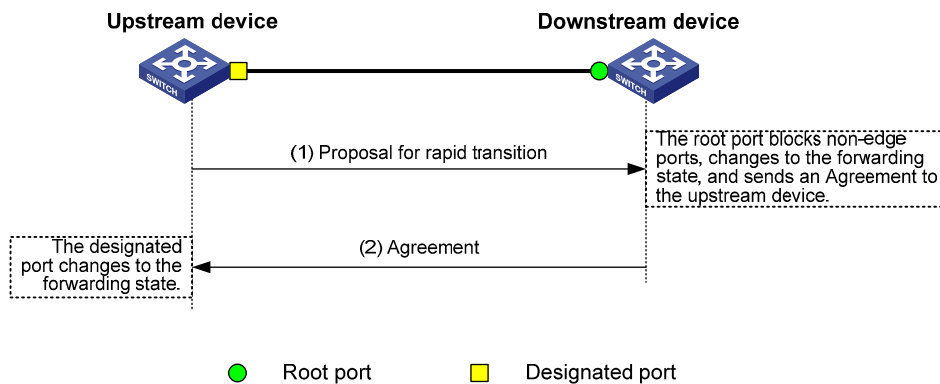 Upstream device
Downstream device
SWITCH
SWITCH
(1) Proposal for rapid transition
The root port blocks non-edge
ports, changes to the forwarding
state, and sends an Agreement to
the upstream device.
The designated
port changes to the
forwarding state.
(2) Agreement
Root port
Designated port